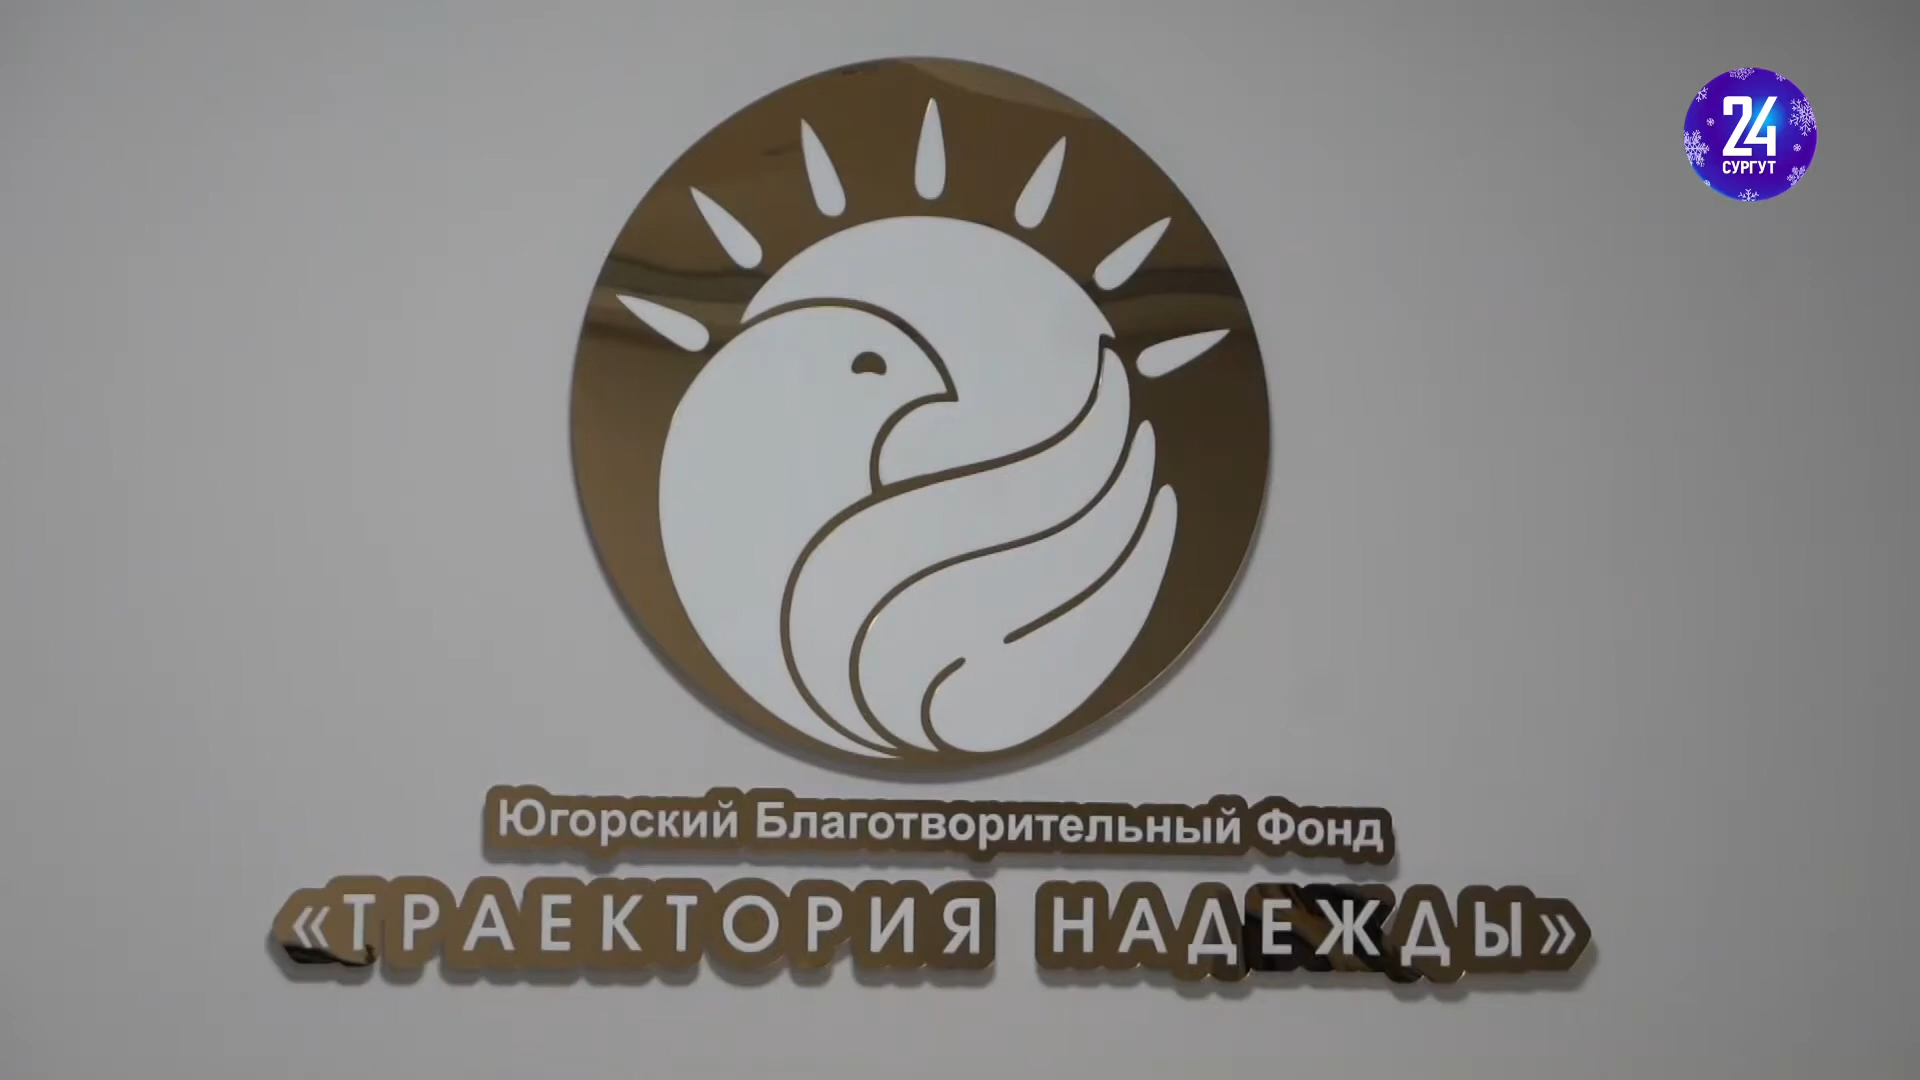 24
СУРГУТ
Югорский Благотворительный Фонд
«ТРАЕКТОРИЯ НАДЕЖДЫ»